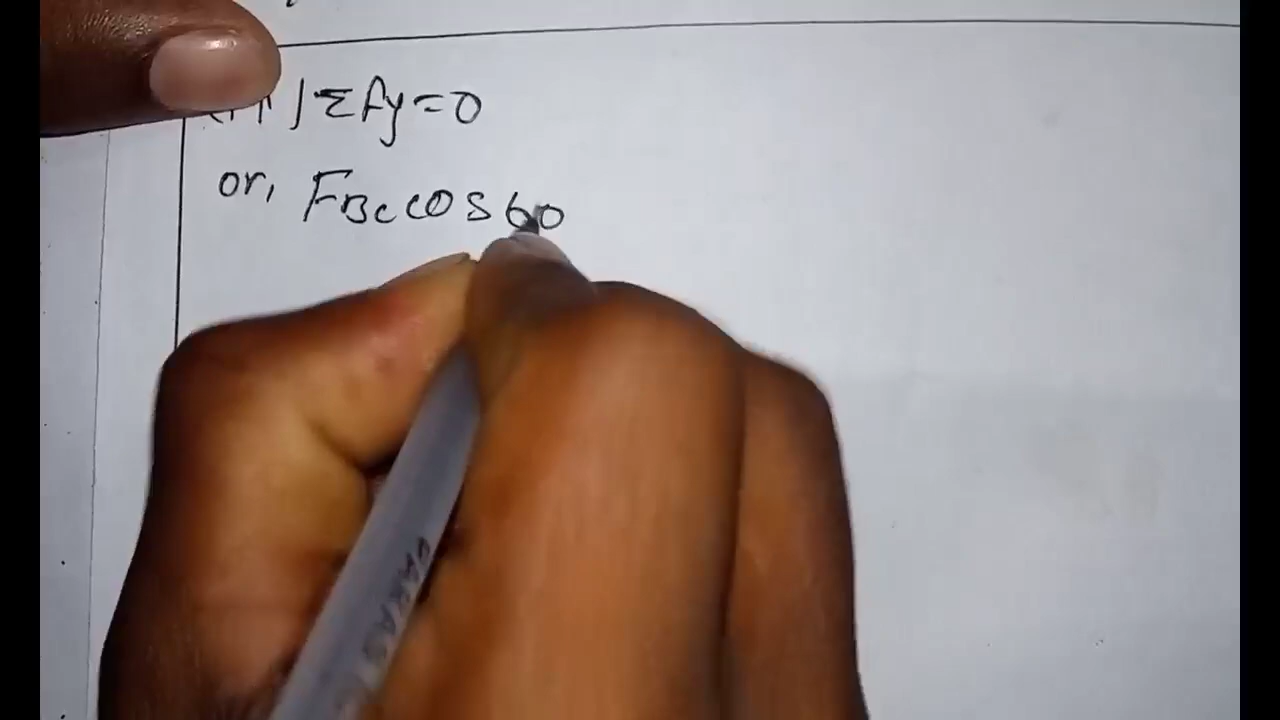 ↑ ) Σfy=0
or, FBC cos 60